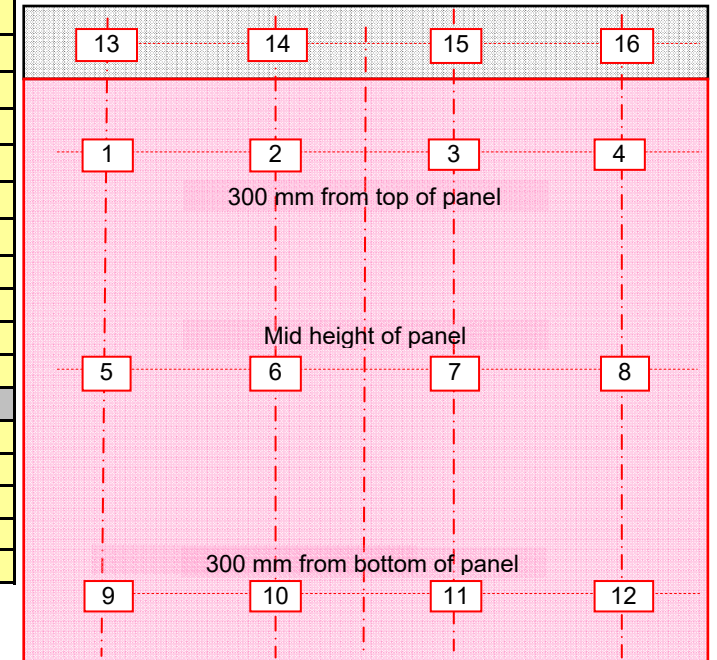 13 14 15 16
1 2 3 4
300 mm from top of panel
Mid height of panel
5 6 7 8
300 mm from bottom of panel
9 10 11 12